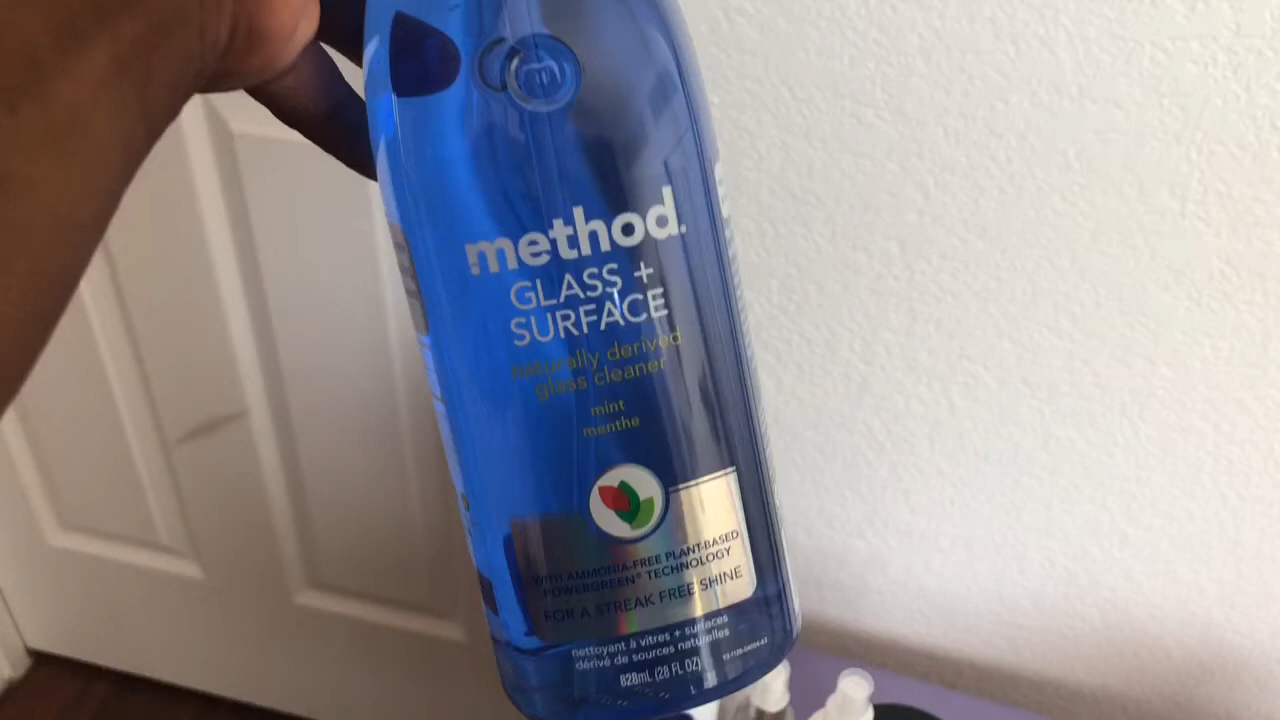 method.
GLASS +
SURFACE
naturally derived
glass cleaner
mint
menthe
WITH AMMONIA-FREE PLANT-BASED
POWERGREEN® TECHNOLOGY
FOR A STREAK FREE SHINE
nettoyant à vitres + surfaces
dérivé de sources naturelles
828mL (28 FL OZ)